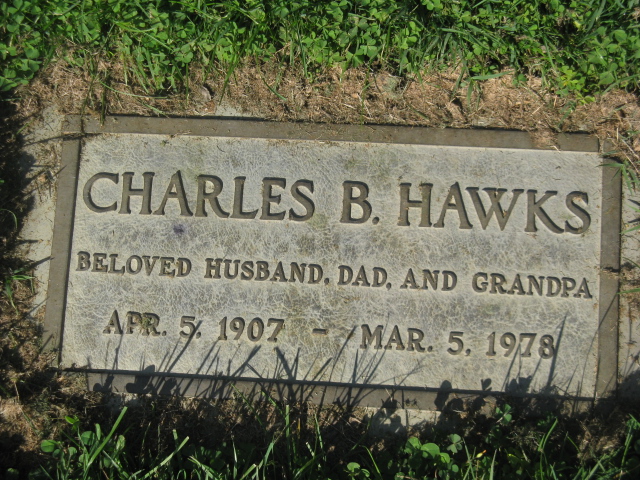 CHARLES B. HAWKS
BELOVED HUSBAND, DAD, AND GRANDPA
APR. 5, 1907 - MAR. 5, 1978